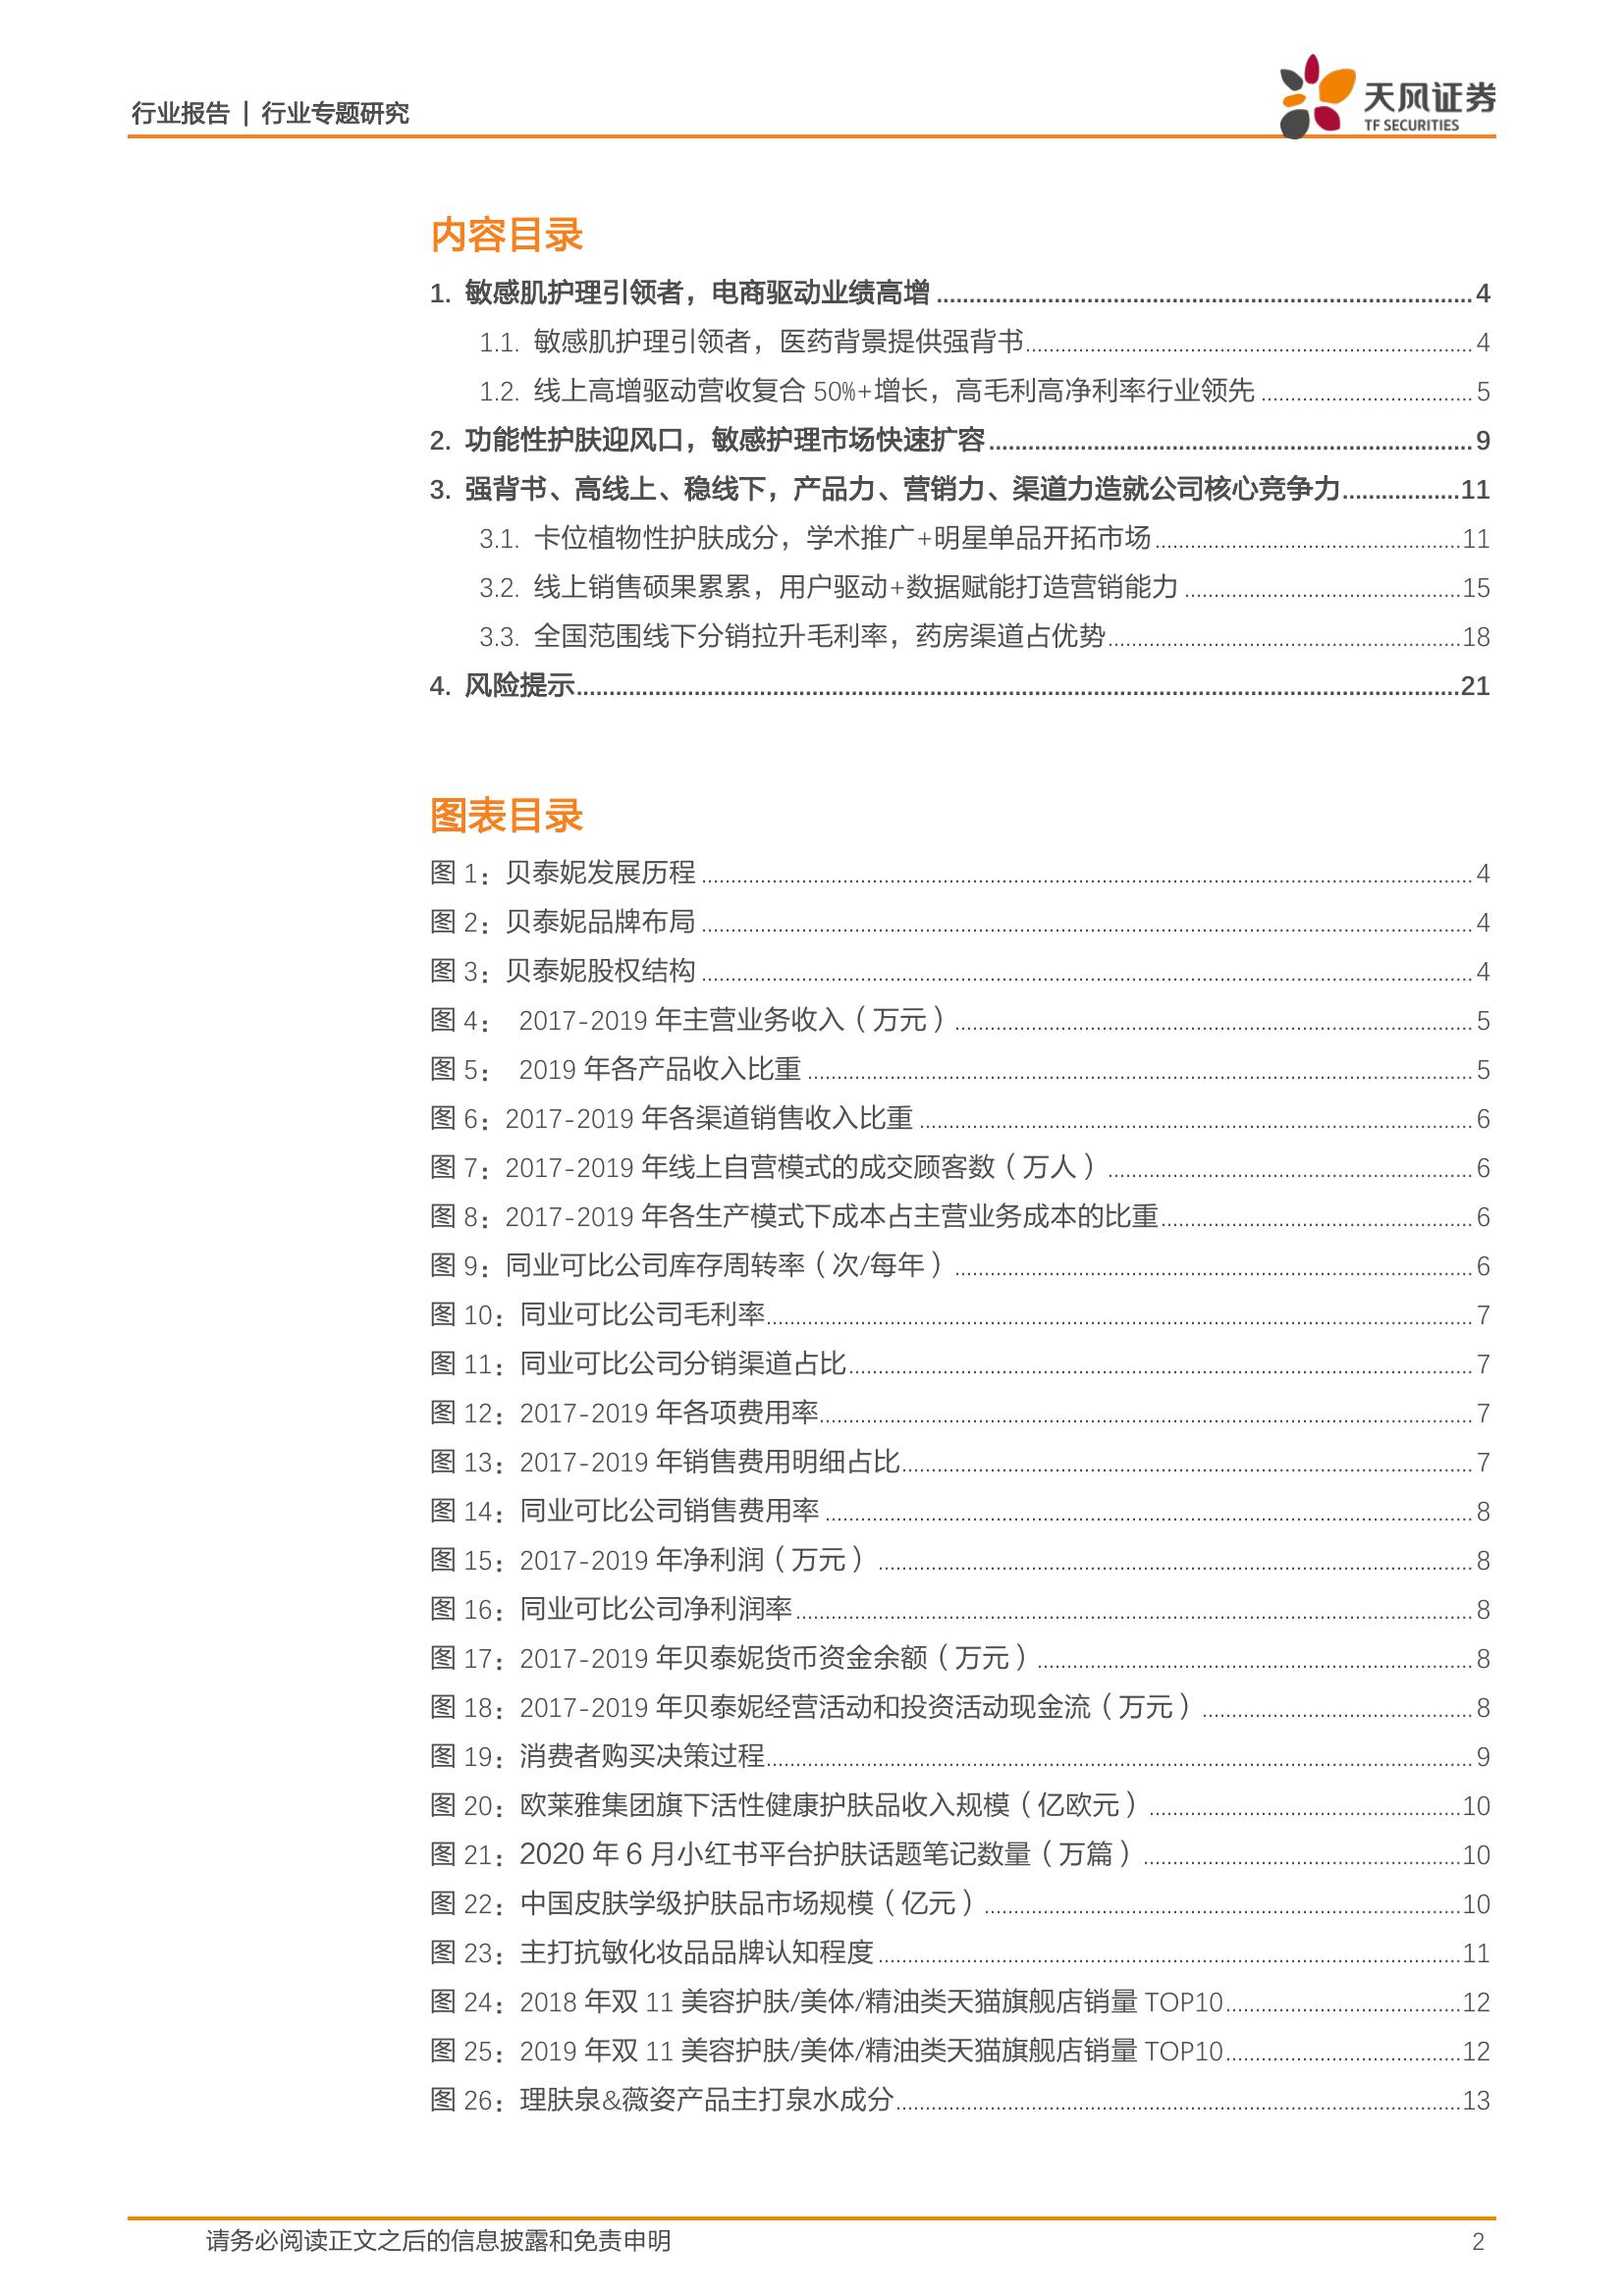 行业报告 | 行业专题研究
天风证券
TF SECURITIES
内容目录
1. 敏感肌护理引领者，电商驱动业绩高增 4
1.1. 敏感肌护理引领者，医药背景提供强背书 4
1.2. 线上高增驱动营收复合 50%+增长，高毛利高净利率行业领先 5
2. 功能性护肤迎风口，敏感护理市场快速扩容 9
3. 强背书、高线上、稳线下，产品力、营销力、渠道力造就公司核心竞争力 11
3.1. 卡位植物性护肤成分，学术推广+明星单品开拓市场 11
3.2. 线上销售硕果累累，用户驱动+数据赋能打造营销能力 15
3.3. 全国范围线下分销拉升毛利率，药房渠道占优势 18
4. 风险提示 21
图表目录
图 1：贝泰妮发展历程 4
图 2：贝泰妮品牌布局 4
图 3：贝泰妮股权结构 4
图 4： 2017-2019 年主营业务收入（万元） 5
图 5： 2019 年各产品收入比重 5
图 6：2017-2019 年各渠道销售收入比重 6
图 7：2017-2019 年线上自营模式的成交顾客数（万人） 6
图 8：2017-2019 年各生产模式下成本占主营业务成本的比重 6
图 9：同业可比公司库存周转率（次/每年） 6
图 10：同业可比公司毛利率 7
图 11：同业可比公司分销渠道占比 7
图 12：2017-2019 年各项费用率 7
图 13：2017-2019 年销售费用明细占比 7
图 14：同业可比公司销售费用率 8
图 15：2017-2019 年净利润（万元） 8
图 16：同业可比公司净利润率 8
图 17：2017-2019 年贝泰妮货币资金余额（万元） 8
图 18：2017-2019 年贝泰妮经营活动和投资活动现金流（万元） 8
图 19：消费者购买决策过程 9
图 20：欧莱雅集团旗下活性健康护肤品收入规模（亿欧元） 10
图 21：2020 年 6 月小红书平台护肤话题笔记数量（万篇） 10
图 22：中国皮肤学级护肤品市场规模（亿元） 10
图 23：主打抗敏化妆品品牌认知程度 11
图 24：2018 年双 11 美容护肤/美体/精油类天猫旗舰店销量 TOP10 12
图 25：2019 年双 11 美容护肤/美体/精油类天猫旗舰店销量 TOP10 12
图 26：理肤泉&薇姿产品主打泉水成分 13
请务必阅读正文之后的信息披露和免责申明 2